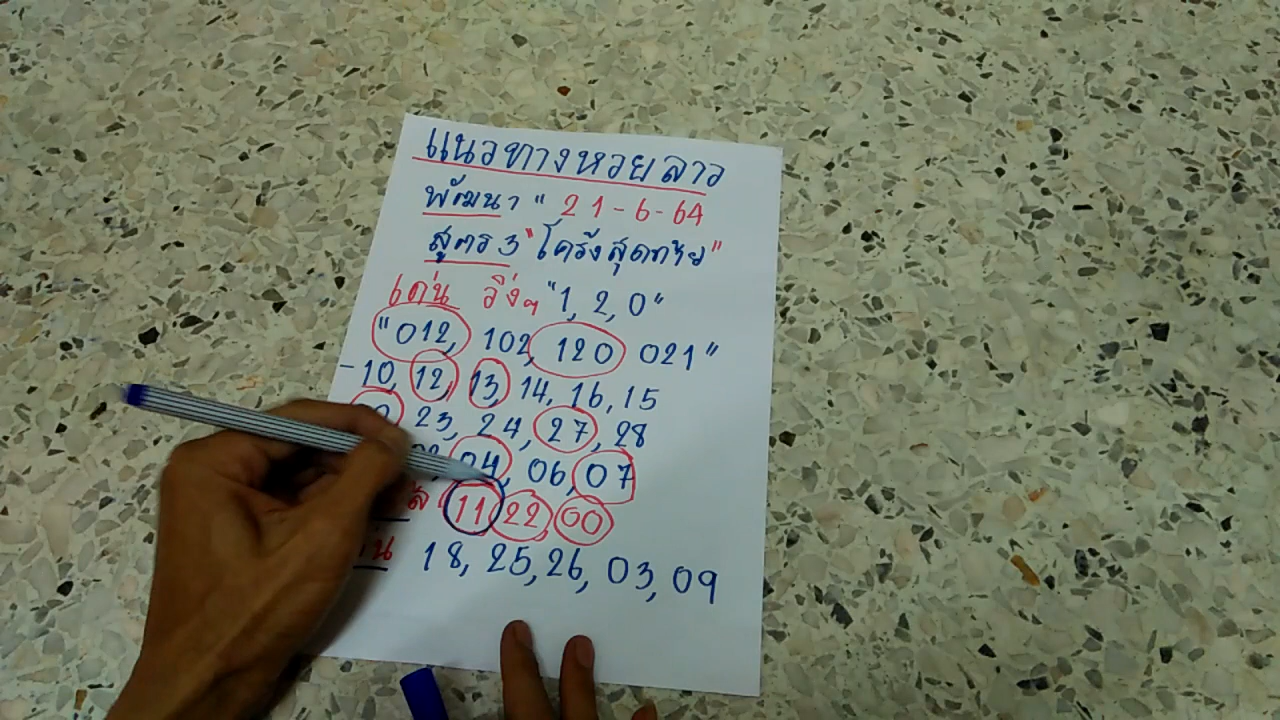 แนวทางหวยลาว
พัฒนา "21-6-64
สูตร 3 "โค้งสุดท้าย"
เด่น วิ่งๆ "1, 2, 0"
"012, 102, 120 021"
-10, 12, 13, 14, 16, 15
23, 24, 27, 28
04, 06, 07
11 22 00
18, 25, 26, 03, 09